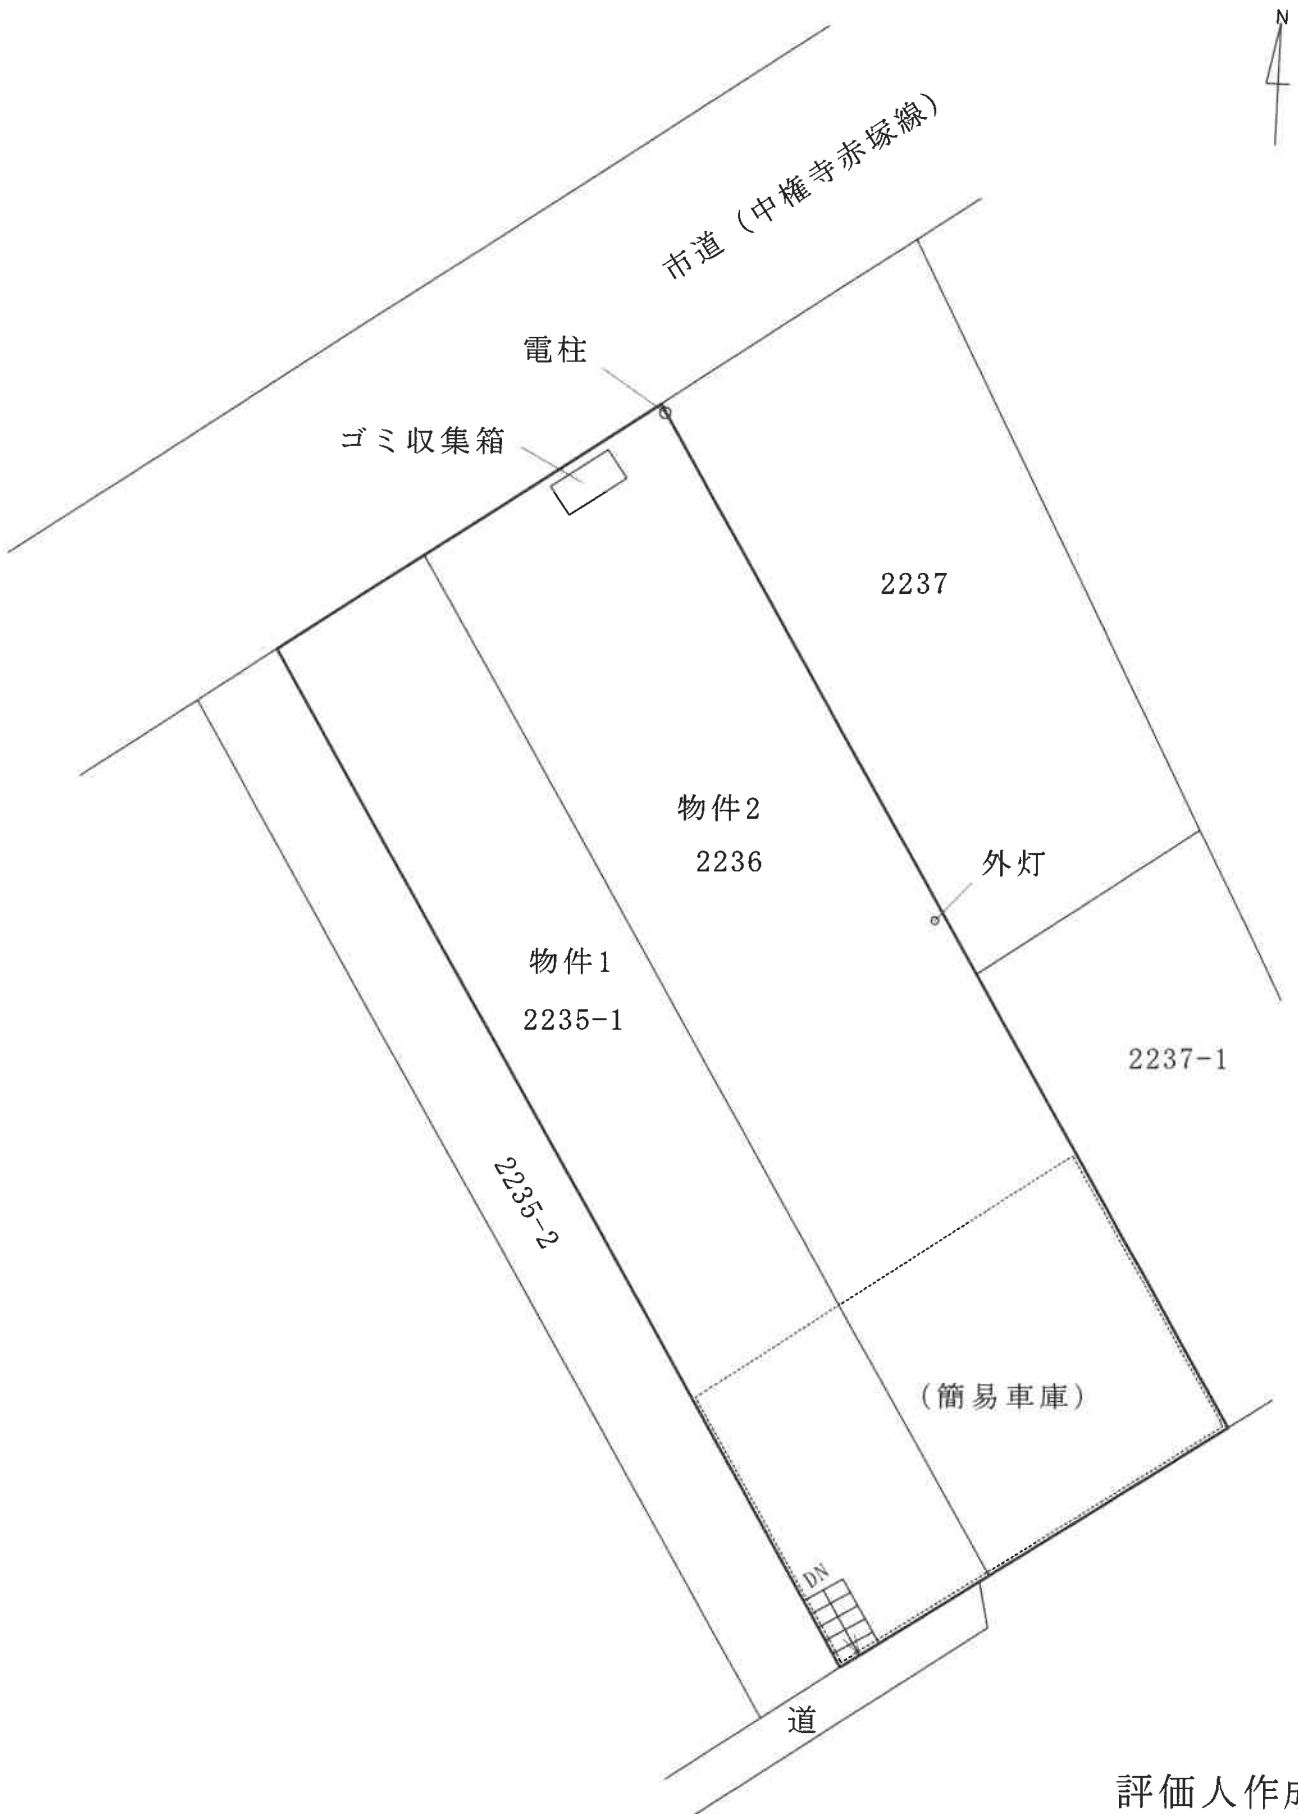 N
市道（中権寺赤塚線）
電柱
ゴミ収集箱
2237
物件2
2236
外灯
物件1
2235-1
2237-1
2235-2
(簡易車庫)
DN
道
評価人作成